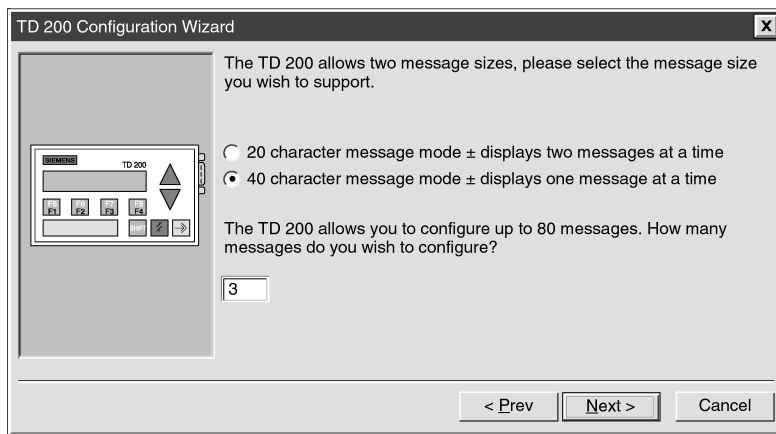 TD 200 Configuration Wizard
X
The TD 200 allows two message sizes, please select the message size
you wish to support.
SIEMENS
TD 200
F5 F6 F7 F8
F1 F2 F3 F4
SHIFT
20 character message mode ± displays two messages at a time
40 character message mode ± displays one message at a time
The TD 200 allows you to configure up to 80 messages. How many
messages do you wish to configure?
3
< Prev
Next >
Cancel